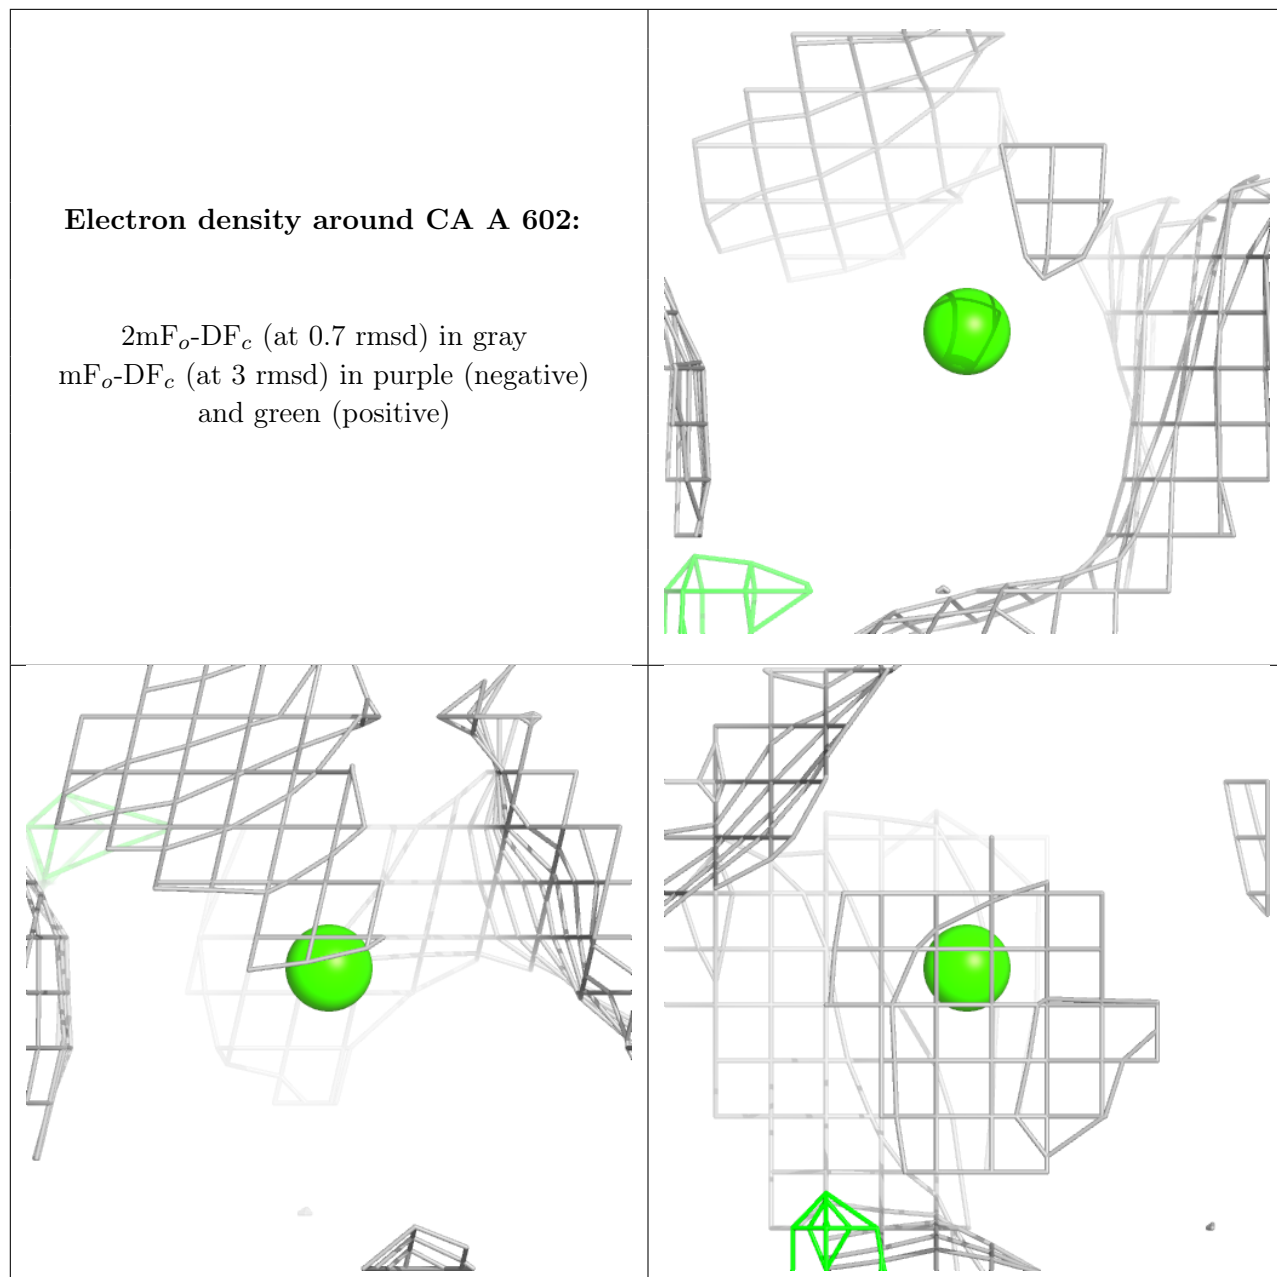 Electron density around CA A 602:
2mFo-DFc (at 0.7 rmsd) in gray
mFo-DFc (at 3 rmsd) in purple (negative)
and green (positive)